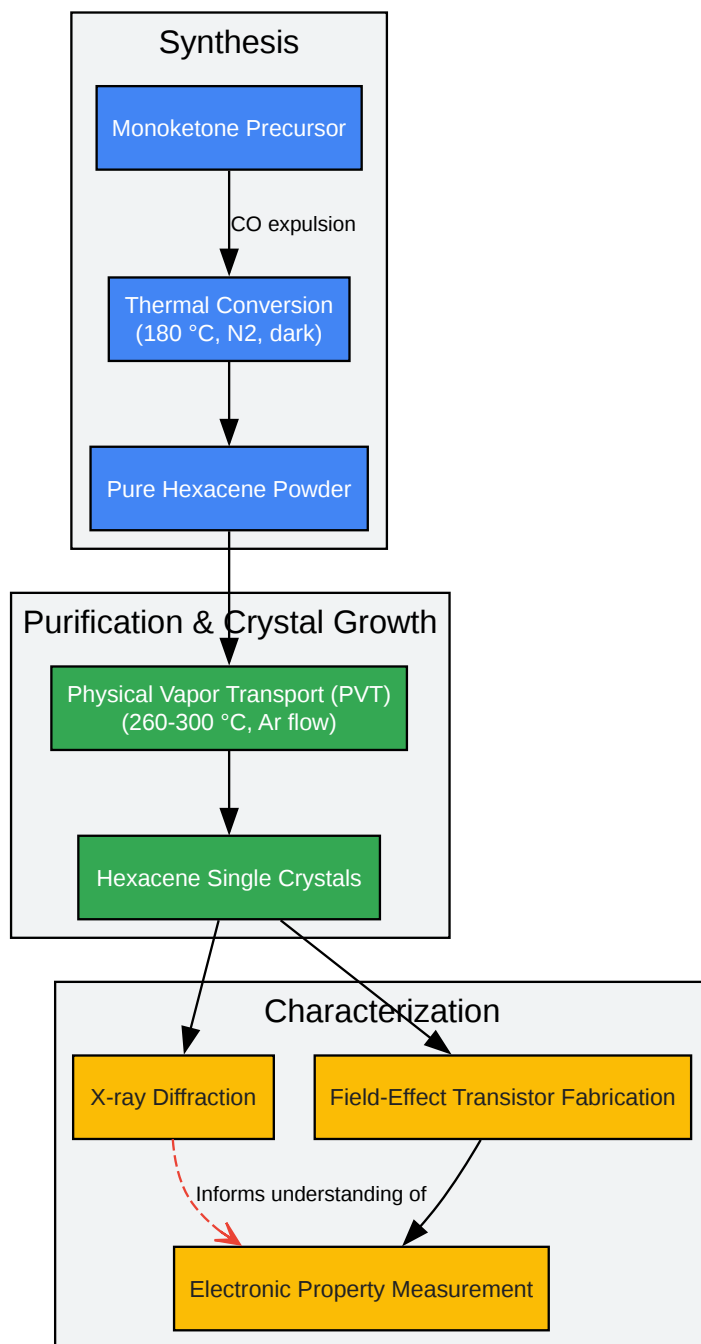 Synthesis
Monoketone Precursor
CO expulsion
Thermal Conversion
(180 °C, N2, dark)
Pure Hexacene Powder
Purification & Crystal Growth
Physical Vapor Transport (PVT)
(260-300 °C, Ar flow)
Hexacene Single Crystals
Characterization
X-ray Diffraction
Field-Effect Transistor Fabrication
Informs understanding of
Electronic Property Measurement